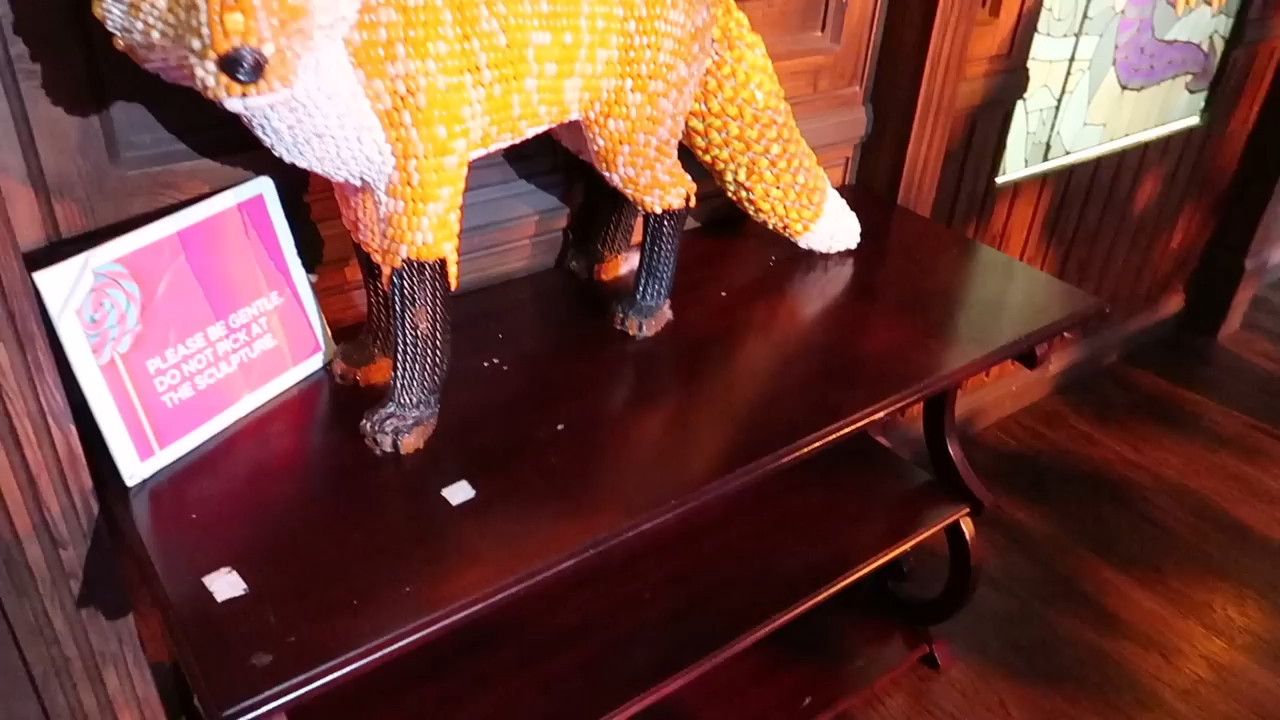 PLEASE BE GENTLE.
DO NOT PICK AT
THE SCULPTURE.